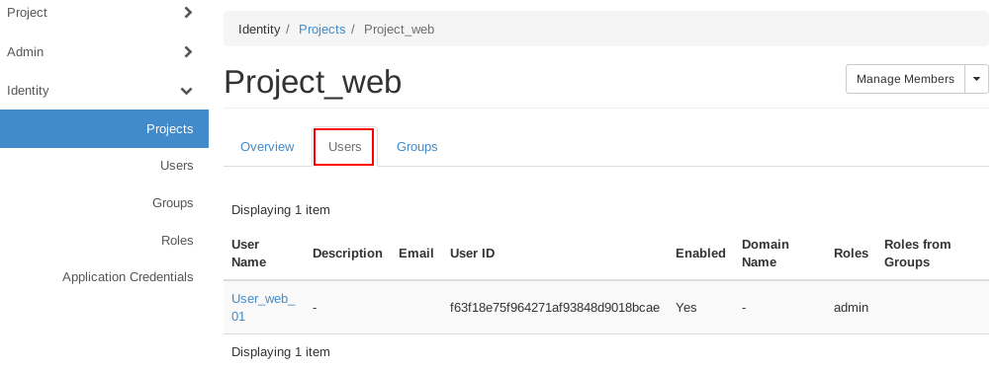 Project
Admin
Identity
Projects
Users
Groups
Roles
Application Credentials
Identity / Projects / Project_web
Project_web
Manage Members
Overview Users Groups
Displaying 1 item
User Name Description Email User ID Enabled Domain Name Roles Roles from Groups
User_web_01 - f63f18e75f964271af93848d9018bcae Yes - admin
Displaying 1 item